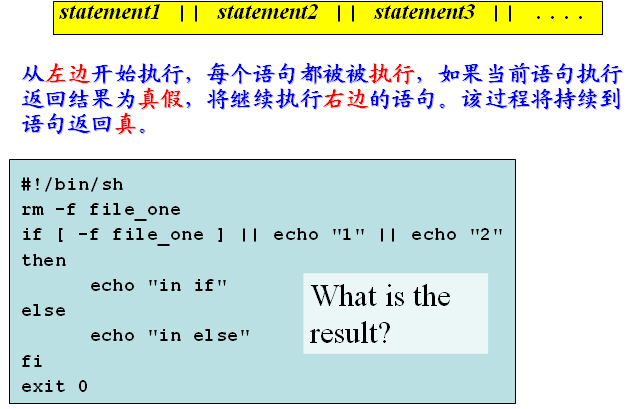 statement1 || statement2 || statement3 || ....
从左边开始执行，每个语句都被被执行，如果当前语句执行
返回结果为真假，将继续执行右边的语句。该过程将持续到
语句返回真。
#!/bin/sh
rm -f file_one
if [ -f file_one ] || echo "1" || echo "2"
then
echo "in if"
else
echo "in else"
fi
exit 0
What is the
result?